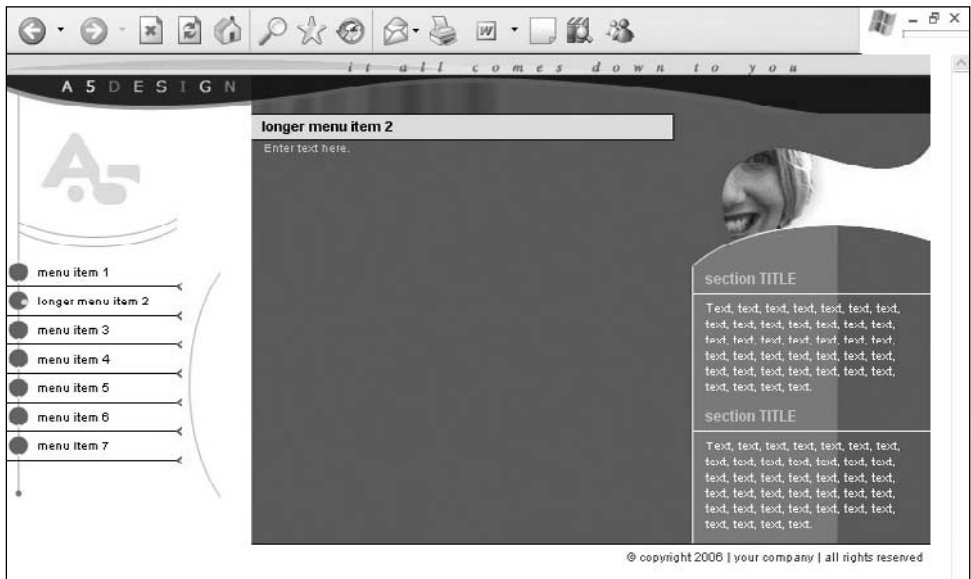 W
it all comes down to you
A5DESIGN
A5
longer menu item 2
Enter text here.
menu item 1
longer menu item 2
menu item 3
menu item 4
menu item 5
menu item 6
menu item 7
section TITLE
Text, text, text, text, text, text, text,
text, text, text, text, text, text, text,
text, text, text, text, text, text, text,
text, text, text, text, text, text, text,
text, text, text, text, text, text, text,
text, text, text, text.
section TITLE
Text, text, text, text, text, text, text,
text, text, text, text, text, text, text,
text, text, text, text, text, text, text,
text, text, text, text, text, text, text,
text, text, text, text, text, text, text,
text, text, text, text.
© copyright 2006 | your company | all rights reserved